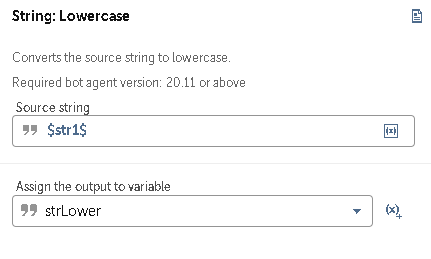 String: Lowercase
Converts the source string to lowercase.
Required bot agent version: 20.11 or above
Source string
$str1$
(x)
Assign the output to variable
strLower
(x)+